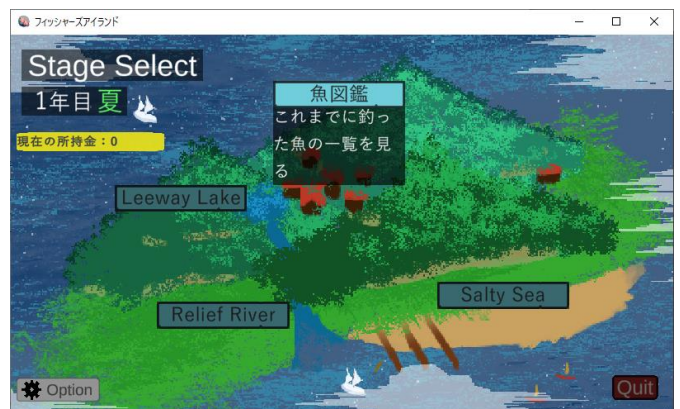 フィッシャーズアイランド
Stage Select
1年目 夏
現在の所持金：0
魚図鑑
これまでに釣っ
た魚の一覧を見
る
Leeway Lake
Relief River
Salty Sea
Option
Quit